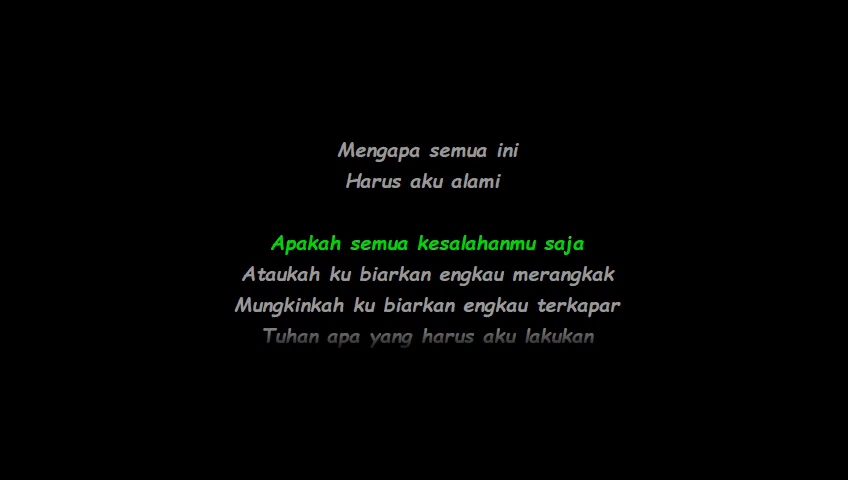 Mengapa semua ini
Harus aku alami
Apakah semua kesalahanmu saja
Ataukah ku biarkan engkau merangkak
Mungkinkah ku biarkan engkau terkapar
Tuhan apa yang harus aku lakukan